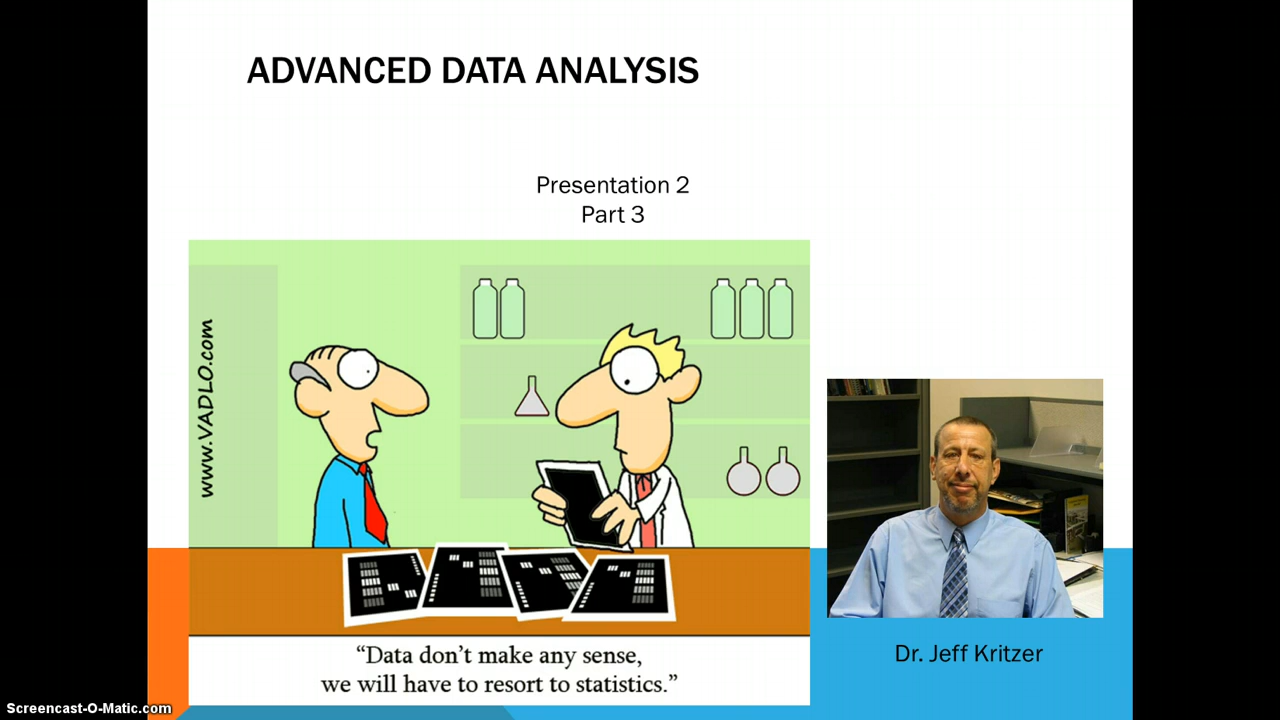 ADVANCED DATA ANALYSIS
Presentation 2
Part 3
www.VADLO.com
“Data don’t make any sense,
we will have to resort to statistics.”
Dr. Jeff Kritzer
Screencast-O-Matic.com